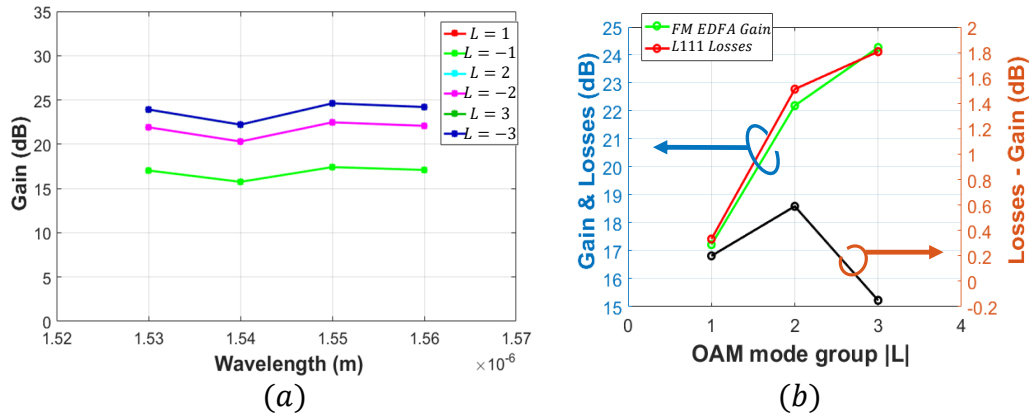 35
30
25
20
15
10
5
0
Gain (dB)
1.52
1.53
1.54
1.55
1.56
1.57
×10⁻⁶
Wavelength (m)
L = 1
L = −1
L = 2
L = −2
L = 3
L = −3
(a)
FM EDFA Gain
L111 Losses
25
24
23
22
21
20
19
18
17
16
15
Gain & Losses (dB)
2
1.8
1.6
1.4
1.2
1
0.8
0.6
0.4
0.2
0
-0.2
Losses - Gain (dB)
0
1
2
3
4
OAM mode group |L|
(b)